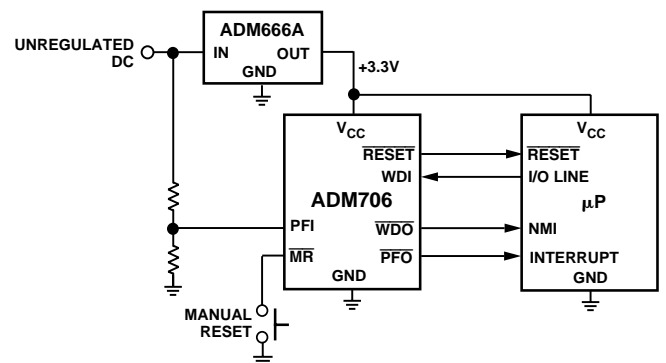 ADM666A
UNREGULATED
DC
IN
OUT
GND
+3.3V
VCC
VCC
RESET
RESET
WDI
I/O LINE
ADM706
μP
PFI
WDO
NMI
MR
PFO
INTERRUPT
GND
GND
MANUAL
RESET